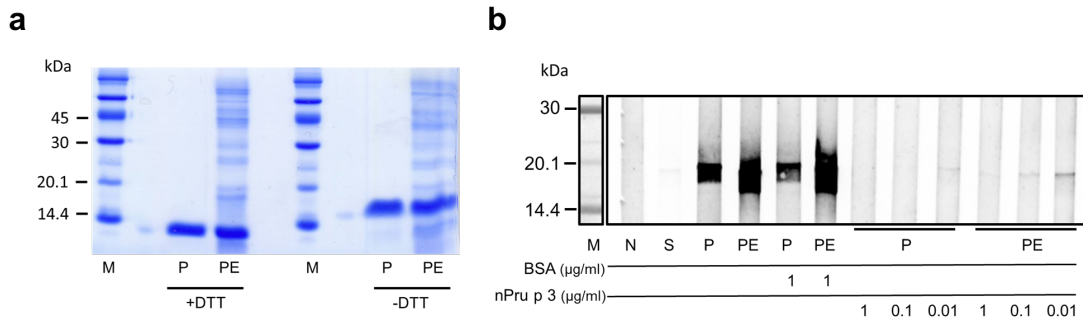 a
kDa
45
30
20.1
14.4
M P PE M P PE
+DTT -DTT
b
kDa
30
20.1
14.4
M N S P PE P PE P PE
BSA (µg/ml) 1 1
nPru p 3 (µg/ml) 1 0.1 0.01 1 0.1 0.01